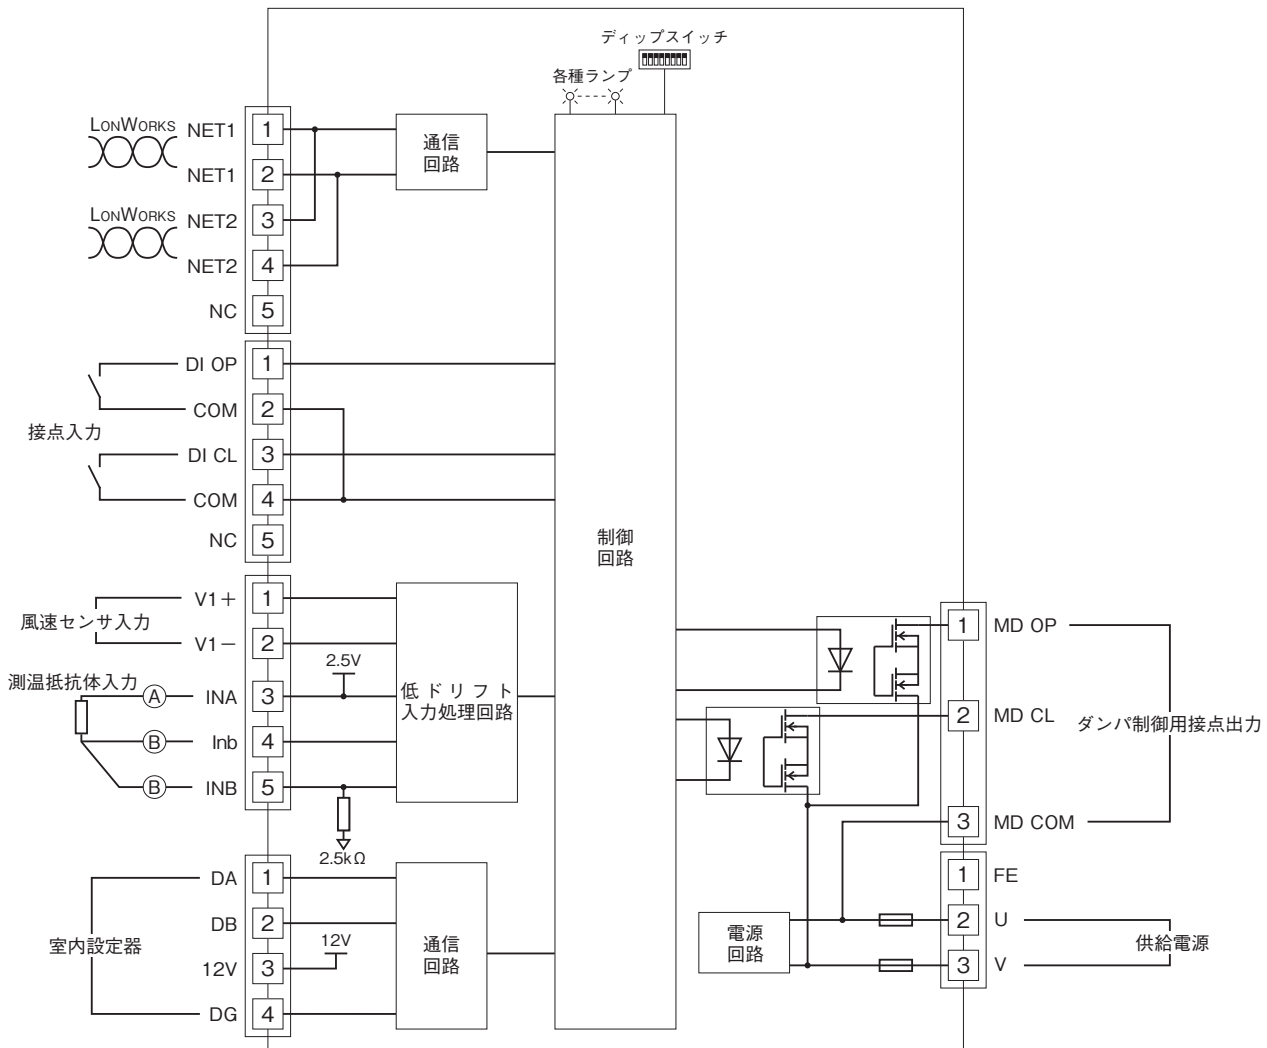 ディップスイッチ
各種ランプ
LONWORKS
NET1
1
NET1
2
LONWORKS
NET2
3
NET2
4
NC
5
通信
回路
DI OP
1
COM
2
接点入力
DI CL
3
COM
4
NC
5
制御
回路
V1+
1
風速センサ入力
V1−
2
測温抵抗体入力
A
INA
3
2.5V
B
Inb
4
B
INB
5
2.5kΩ
低ドリフト
入力処理回路
DA
1
DB
2
室内設定器
12V
3
12V
DG
4
通信
回路
1
MD OP
2
MD CL
ダンパ制御用接点出力
3
MD COM
1
FE
電源
回路
2
U
供給電源
3
V